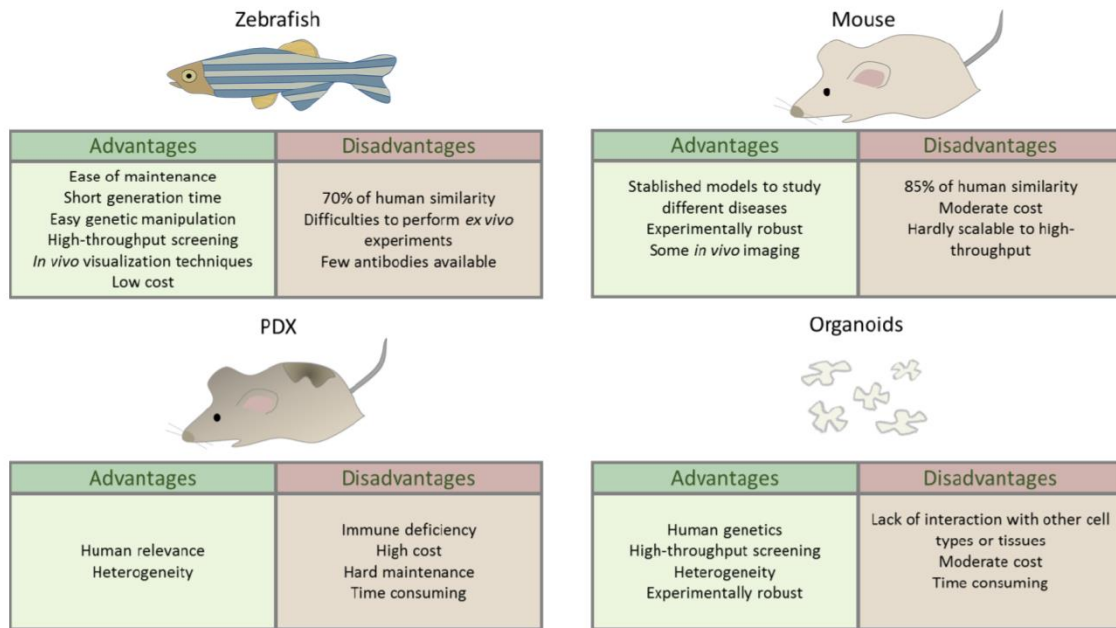 Zebrafish
Advantages
Disadvantages
Ease of maintenance
Short generation time
Easy genetic manipulation
High-throughput screening
In vivo visualization techniques
Low cost
70% of human similarity
Difficulties to perform ex vivo
experiments
Few antibodies available
Mouse
Advantages
Disadvantages
Stablished models to study
different diseases
Experimentally robust
Some in vivo imaging
85% of human similarity
Moderate cost
Hardly scalable to high-
throughput
PDX
Advantages
Disadvantages
Human relevance
Heterogeneity
Immune deficiency
High cost
Hard maintenance
Time consuming
Organoids
Advantages
Disadvantages
Human genetics
High-throughput screening
Heterogeneity
Experimentally robust
Lack of interaction with other cell
types or tissues
Moderate cost
Time consuming